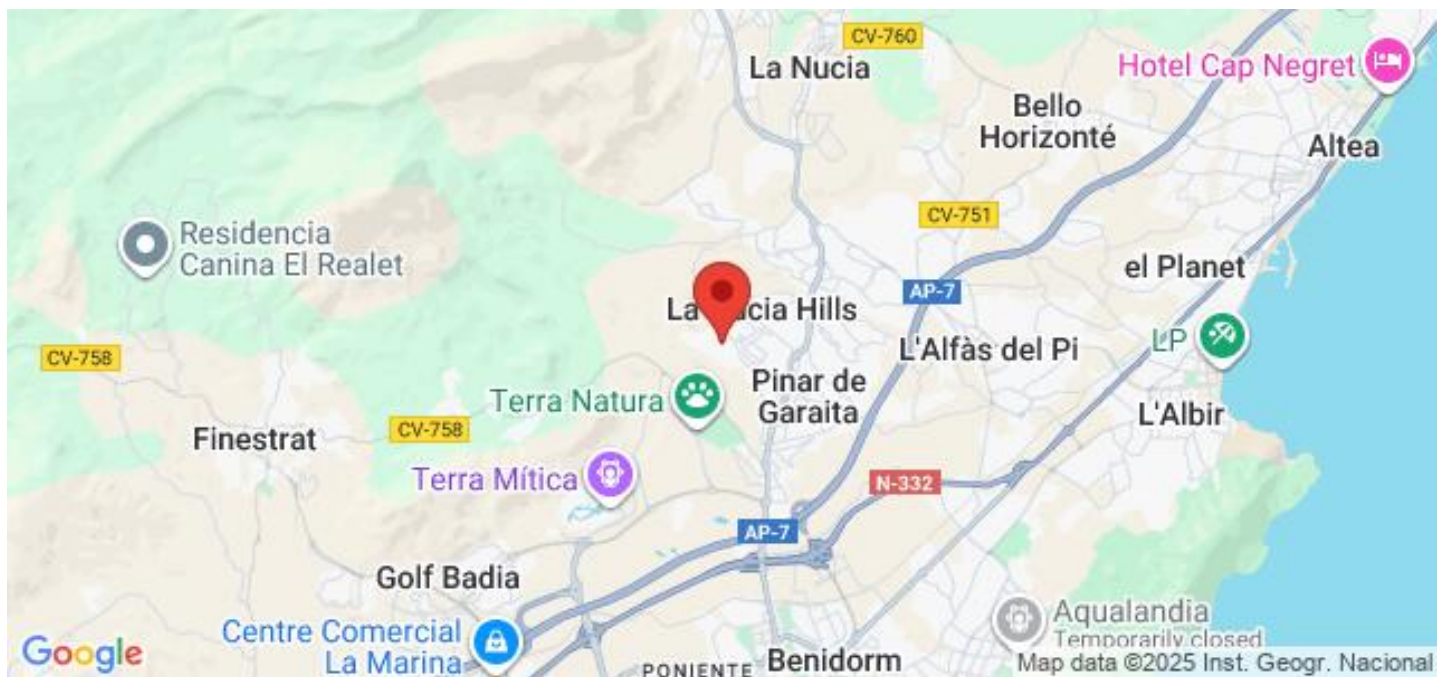 CV-760
La Nucia
Hotel Cap Negret
Bello
Horizonté
Altea
CV-751
Residencia
Canina El Realet
el Planet
AP-7
LP
CV-758
L'Alfàs del Pi
Pinar de
Garaita
Terra Natura
L'Albir
Finestrat
CV-758
Terra Mítica
N-332
AP-7
Golf Badia
Centre Comercial
La Marina
Aqualandia
Temporarily closed
Google
PONIENTE
Benidorm
Map data ©2025 Inst. Geogr. Nacional